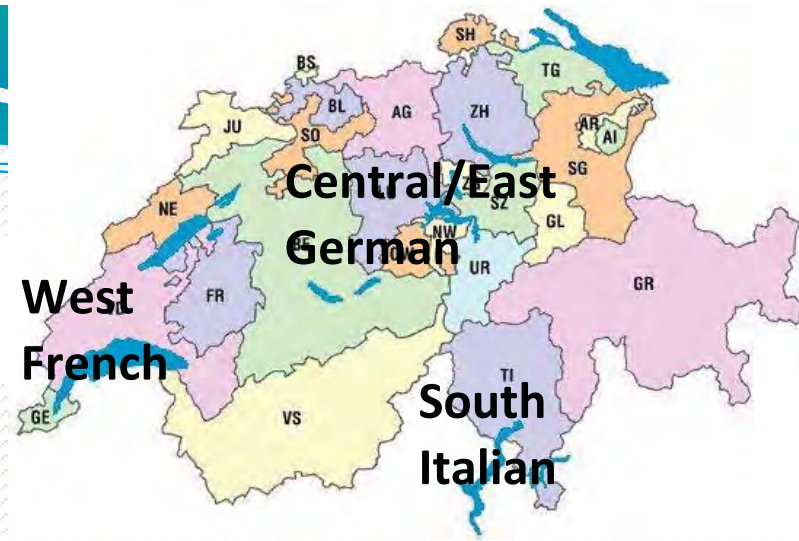 SH
BS
TG
BL
AG
ZH
AR
AI
JU
SO
SG
Central/East
German
SZ
NE
GL
NW
UR
GR
FR
West
French
TI
South
Italian
GE
VS